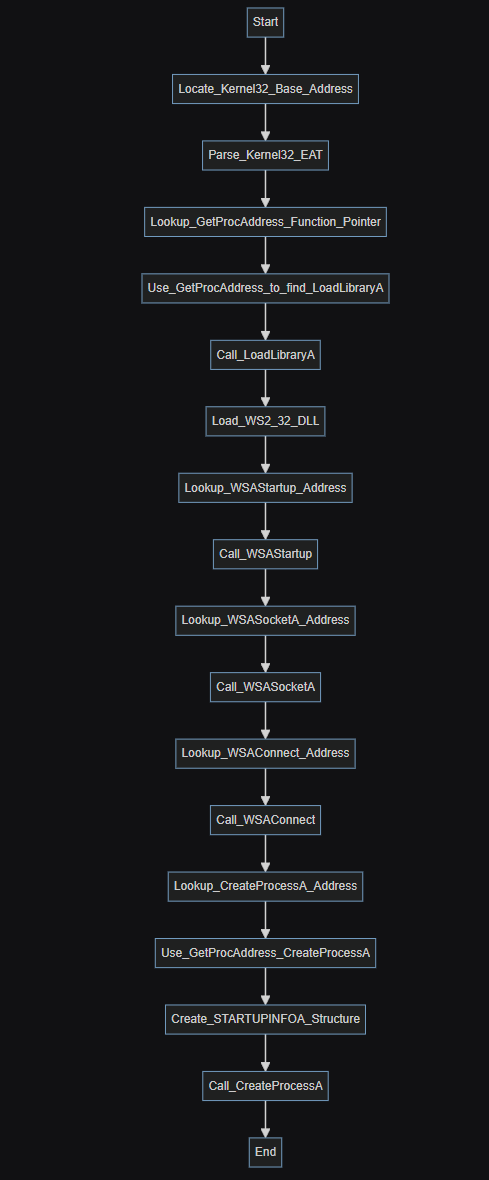 Start
Locate_Kernel32_Base_Address
Parse_Kernel32_EAT
Lookup_GetProcAddress_Function_Pointer
Use_GetProcAddress_to_find_LoadLibraryA
Call_LoadLibraryA
Load_WS2_32_DLL
Lookup_WSAStartup_Address
Call_WSAStartup
Lookup_WSASocketA_Address
Call_WSASocketA
Lookup_WSAConnect_Address
Call_WSAConnect
Lookup_CreateProcessA_Address
Use_GetProcAddress_CreateProcessA
Create_STARTUPINFOA_Structure
Call_CreateProcessA
End